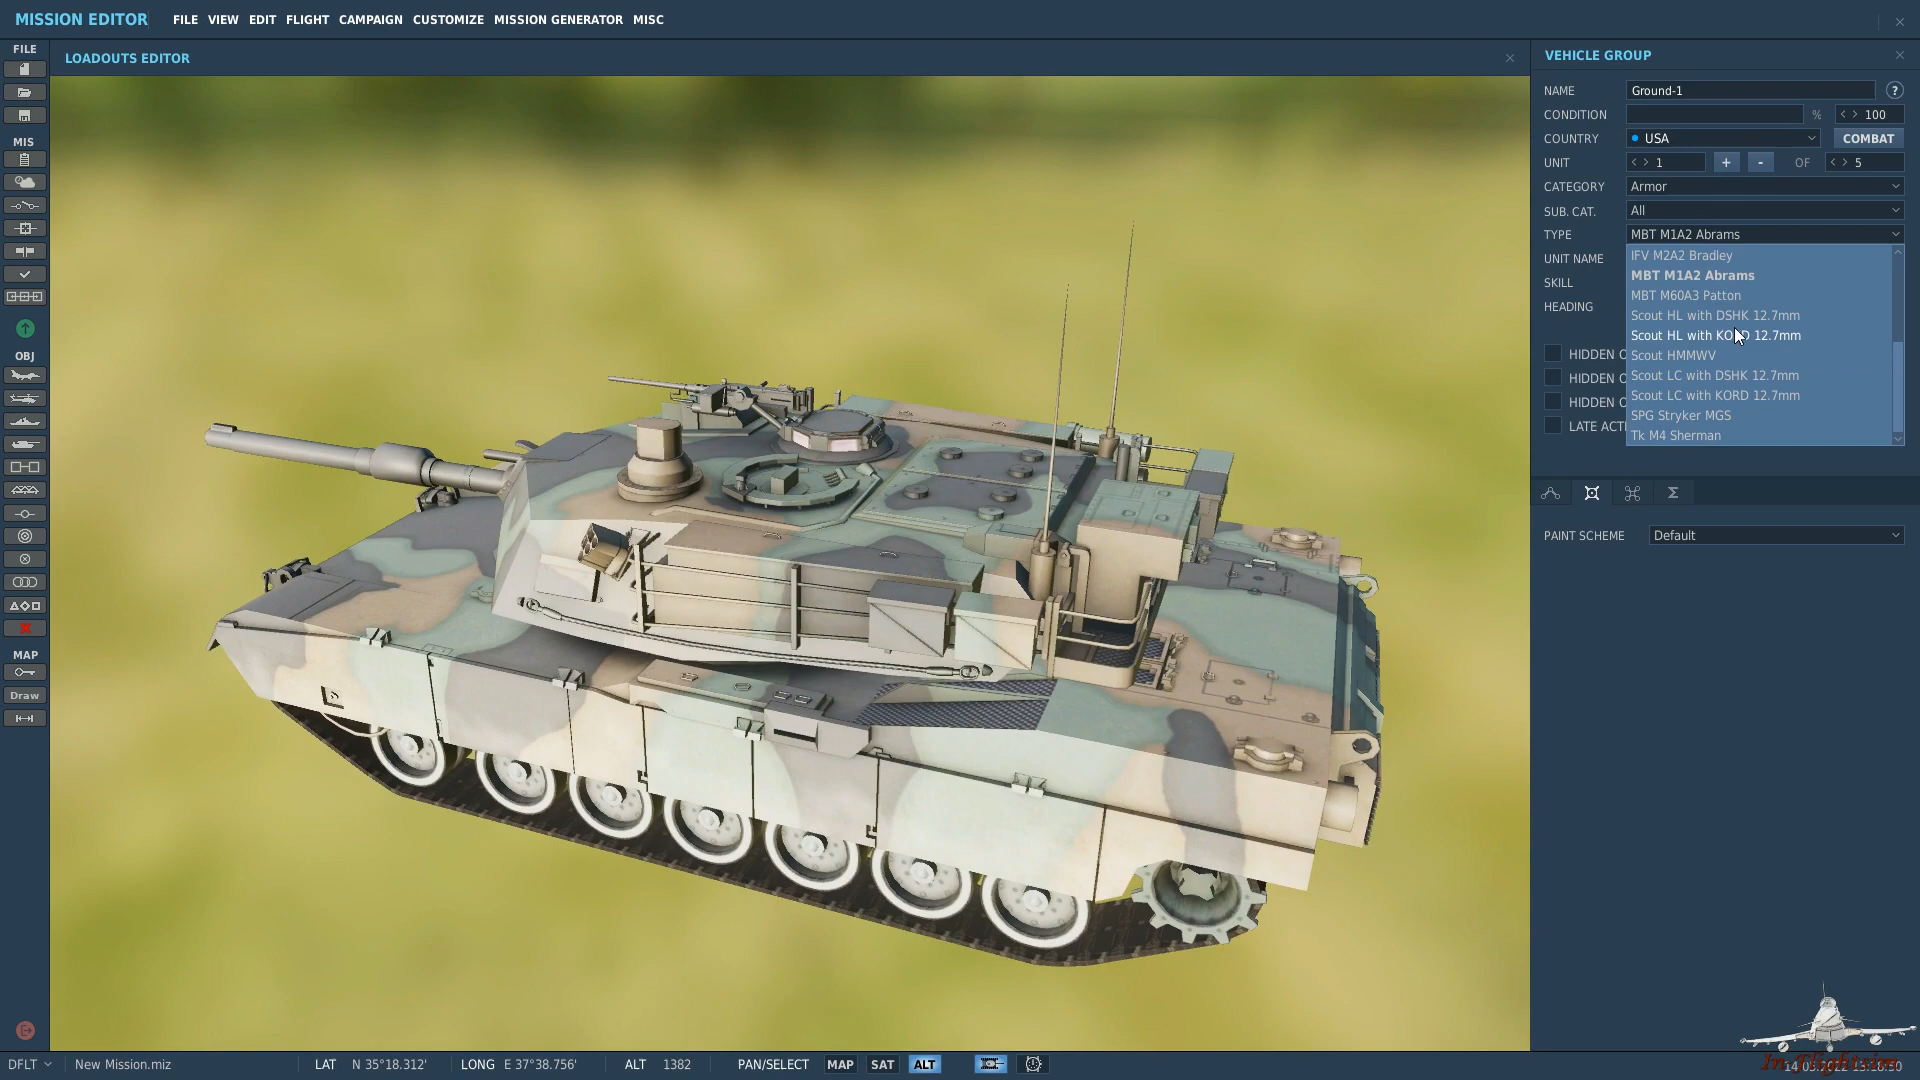 MISSION EDITOR FILE VIEW EDIT FLIGHT CAMPAIGN CUSTOMIZE MISSION GENERATOR MISC
FILE
MIS
OBJ
MAP
Draw
LOADOUTS EDITOR
VEHICLE GROUP
NAME Ground-1 ?
CONDITION % < > 100
COUNTRY USA COMBAT
UNIT < > 1 + - OF < > 5
CATEGORY Armor
SUB. CAT. All
TYPE MBT M1A2 Abrams
IFV M2A2 Bradley
UNIT NAME
MBT M1A2 Abrams
SKILL
MBT M60A3 Patton
HEADING
Scout HL with DSHK 12.7mm
Scout HL with KORD 12.7mm
HIDDEN O
Scout HMMWV
HIDDEN O
Scout LC with DSHK 12.7mm
HIDDEN O
Scout LC with KORD 12.7mm
SPG Stryker MGS
LATE ACTI
Tk M4 Sherman
PAINT SCHEME Default
DFLT New Mission.miz LAT N 35°18.312' LONG E 37°38.756' ALT 1382 PAN/SELECT MAP SAT ALT
In-Flightsim